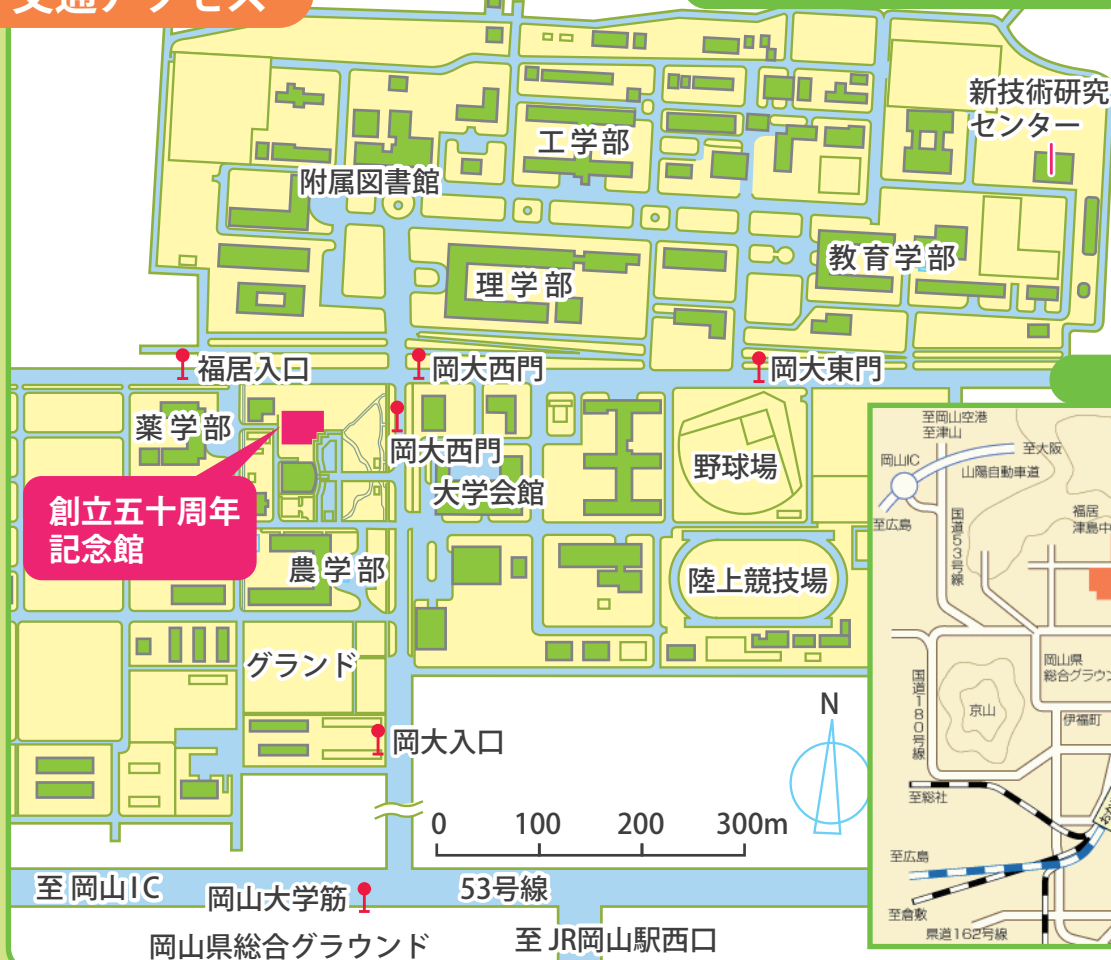 交通アクセス
新技術研究
センター
工学部
附属図書館
教育学部
理学部
福居入口
岡大西門
岡大東門
薬学部
岡大西門
大学会館
野球場
創立五十周年
記念館
農学部
陸上競技場
グランド
岡大入口
N
0 100 200 300m
至 岡山IC
岡山大学筋
53号線
岡山県総合グラウンド
至 JR岡山駅西口
至岡山空港
至津山
岡山IC
至大阪
山陽自動車道
至広島
国道53号線
福居
津島中
岡山県
総合グラウン
国道180号線
京山
伊福町
至総社
至広島
至倉敷
県道162号線